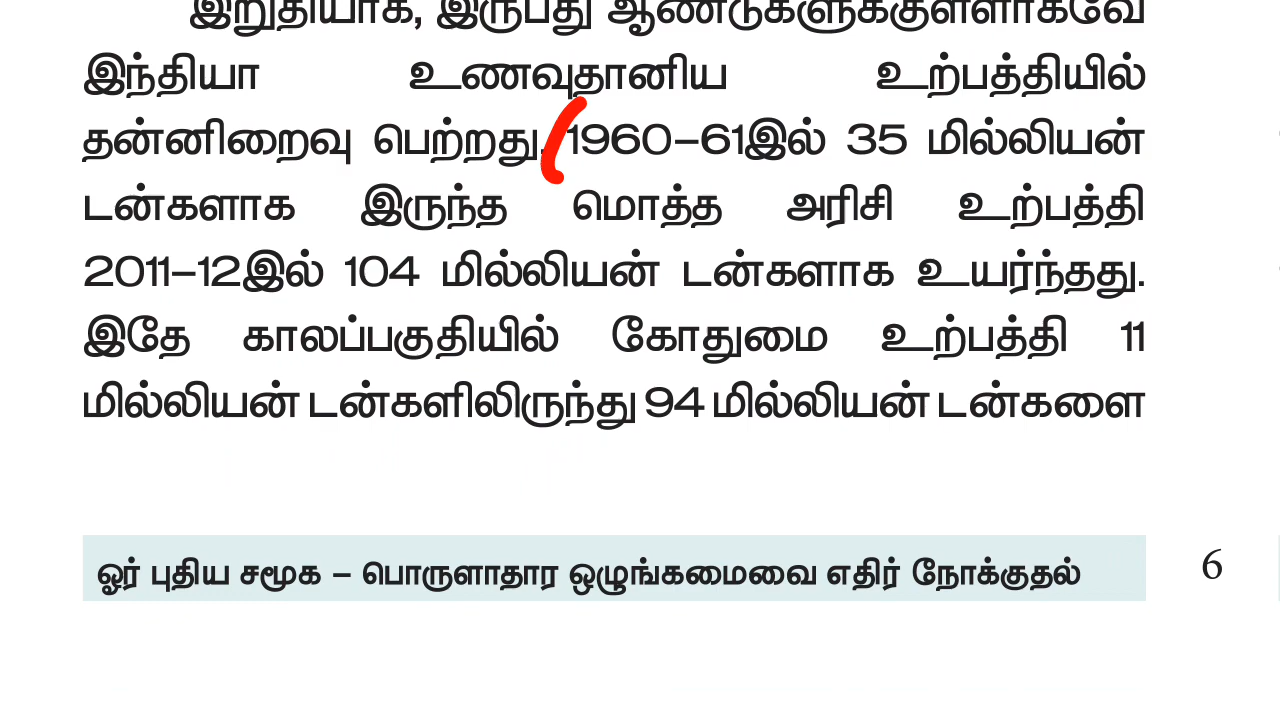 இறுதியாக, இருபது ஆண்டுகளுக்குள்ளாகவே
இந்தியா உணவுதானிய உற்பத்தியில்
தன்னிறைவு பெற்றது. 1960–61இல் 35 மில்லியன்
டன்களாக இருந்த மொத்த அரிசி உற்பத்தி
2011–12இல் 104 மில்லியன் டன்களாக உயர்ந்தது.
இதே காலப்பகுதியில் கோதுமை உற்பத்தி 11
மில்லியன் டன்களிலிருந்து 94 மில்லியன் டன்களை
ஓர் புதிய சமூக – பொருளாதார ஒழுங்கமைவை எதிர் நோக்குதல் 6